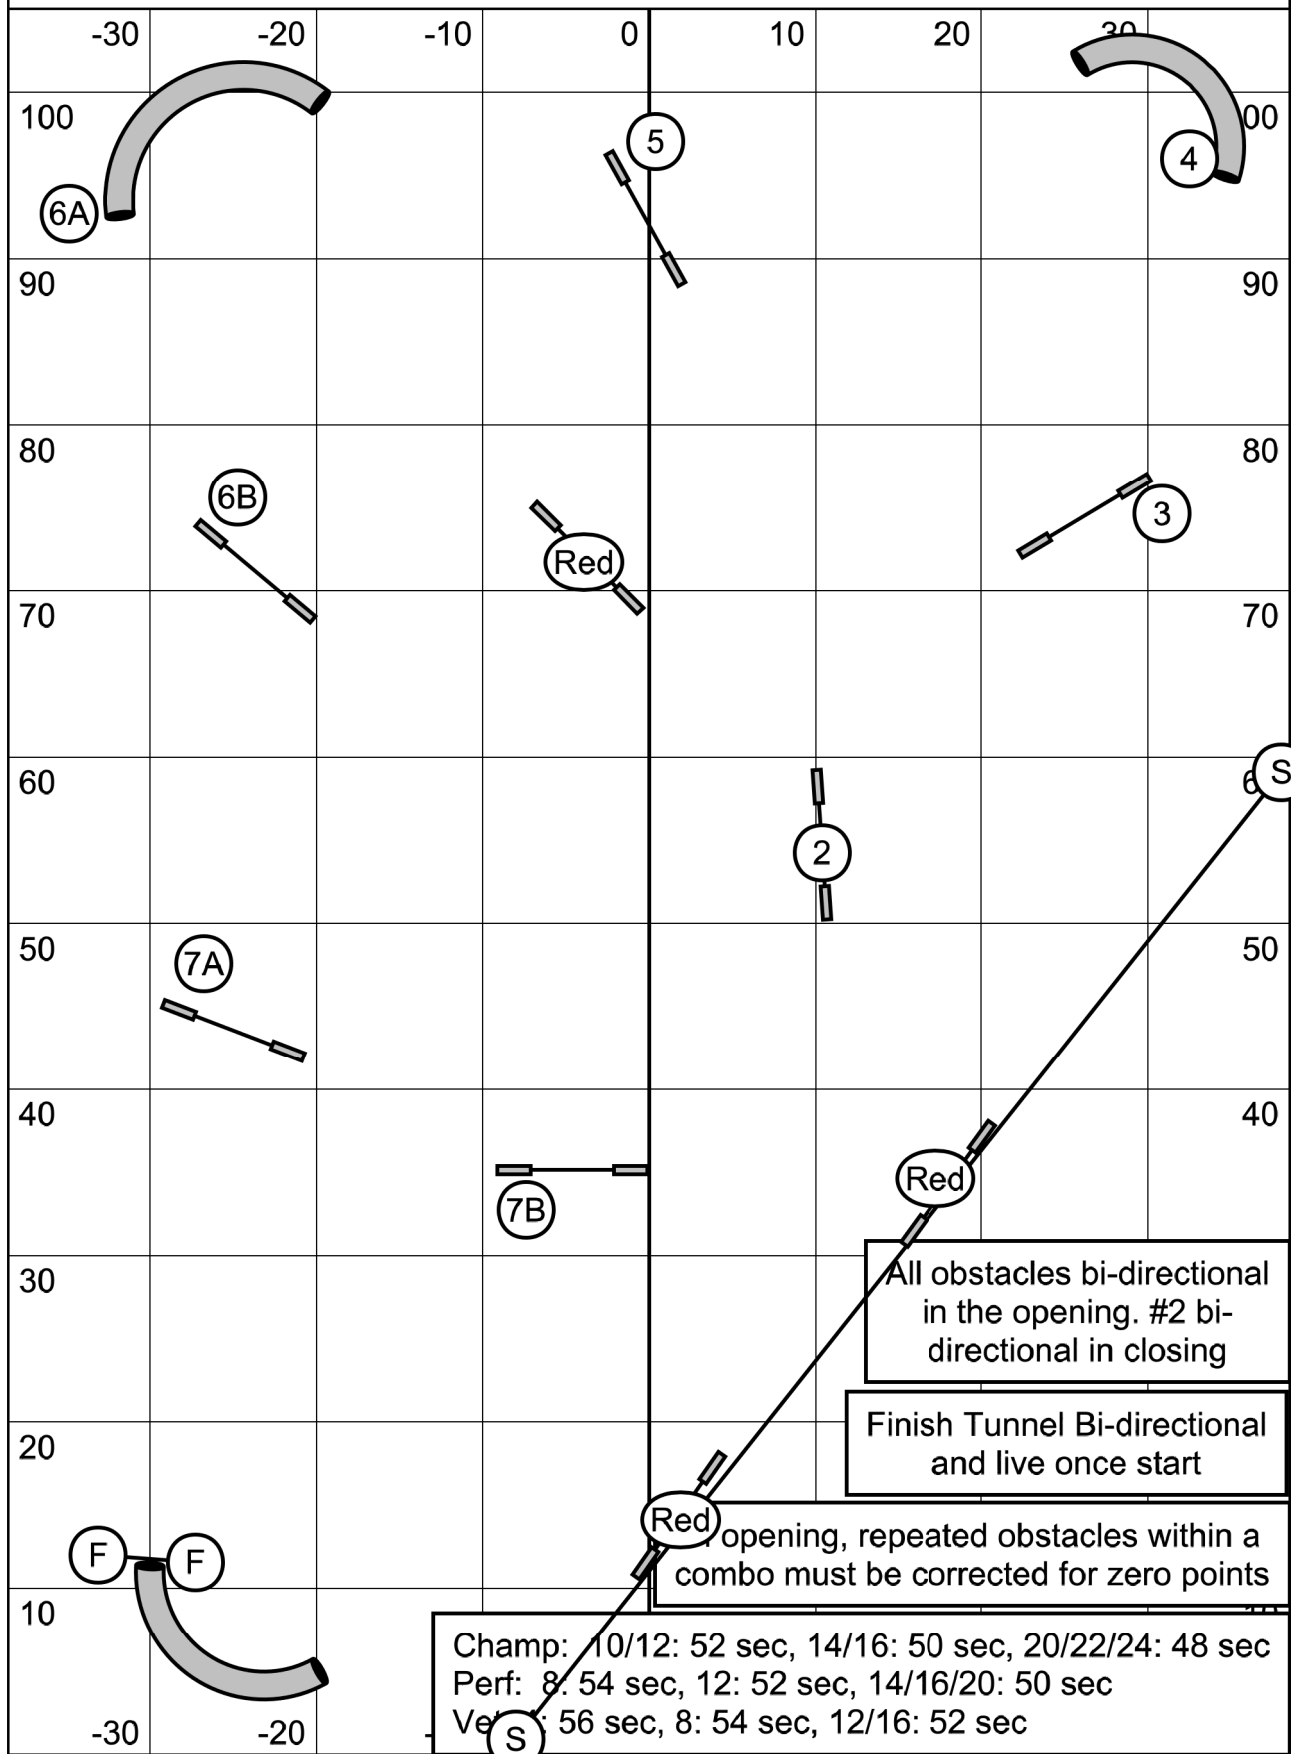 -30 -20 -10 0 10 20 30
100 00
5
4
6A
90 90
80 80
6B
3
Red
70 70
60 6
S
2
50 50
7A
40 40
Red
7B
30
All obstacles bi-directional
in the opening. #2 bi-
directional in closing
20
Finish Tunnel Bi-directional
and live once start
Red
opening, repeated obstacles within a
combo must be corrected for zero points
F F
10
Champ: 10/12: 52 sec, 14/16: 50 sec, 20/22/24: 48 sec
Perf: 8: 54 sec, 12: 52 sec, 14/16/20: 50 sec
: 56 sec, 8: 54 sec, 12/16: 52 sec
-30 -20 S